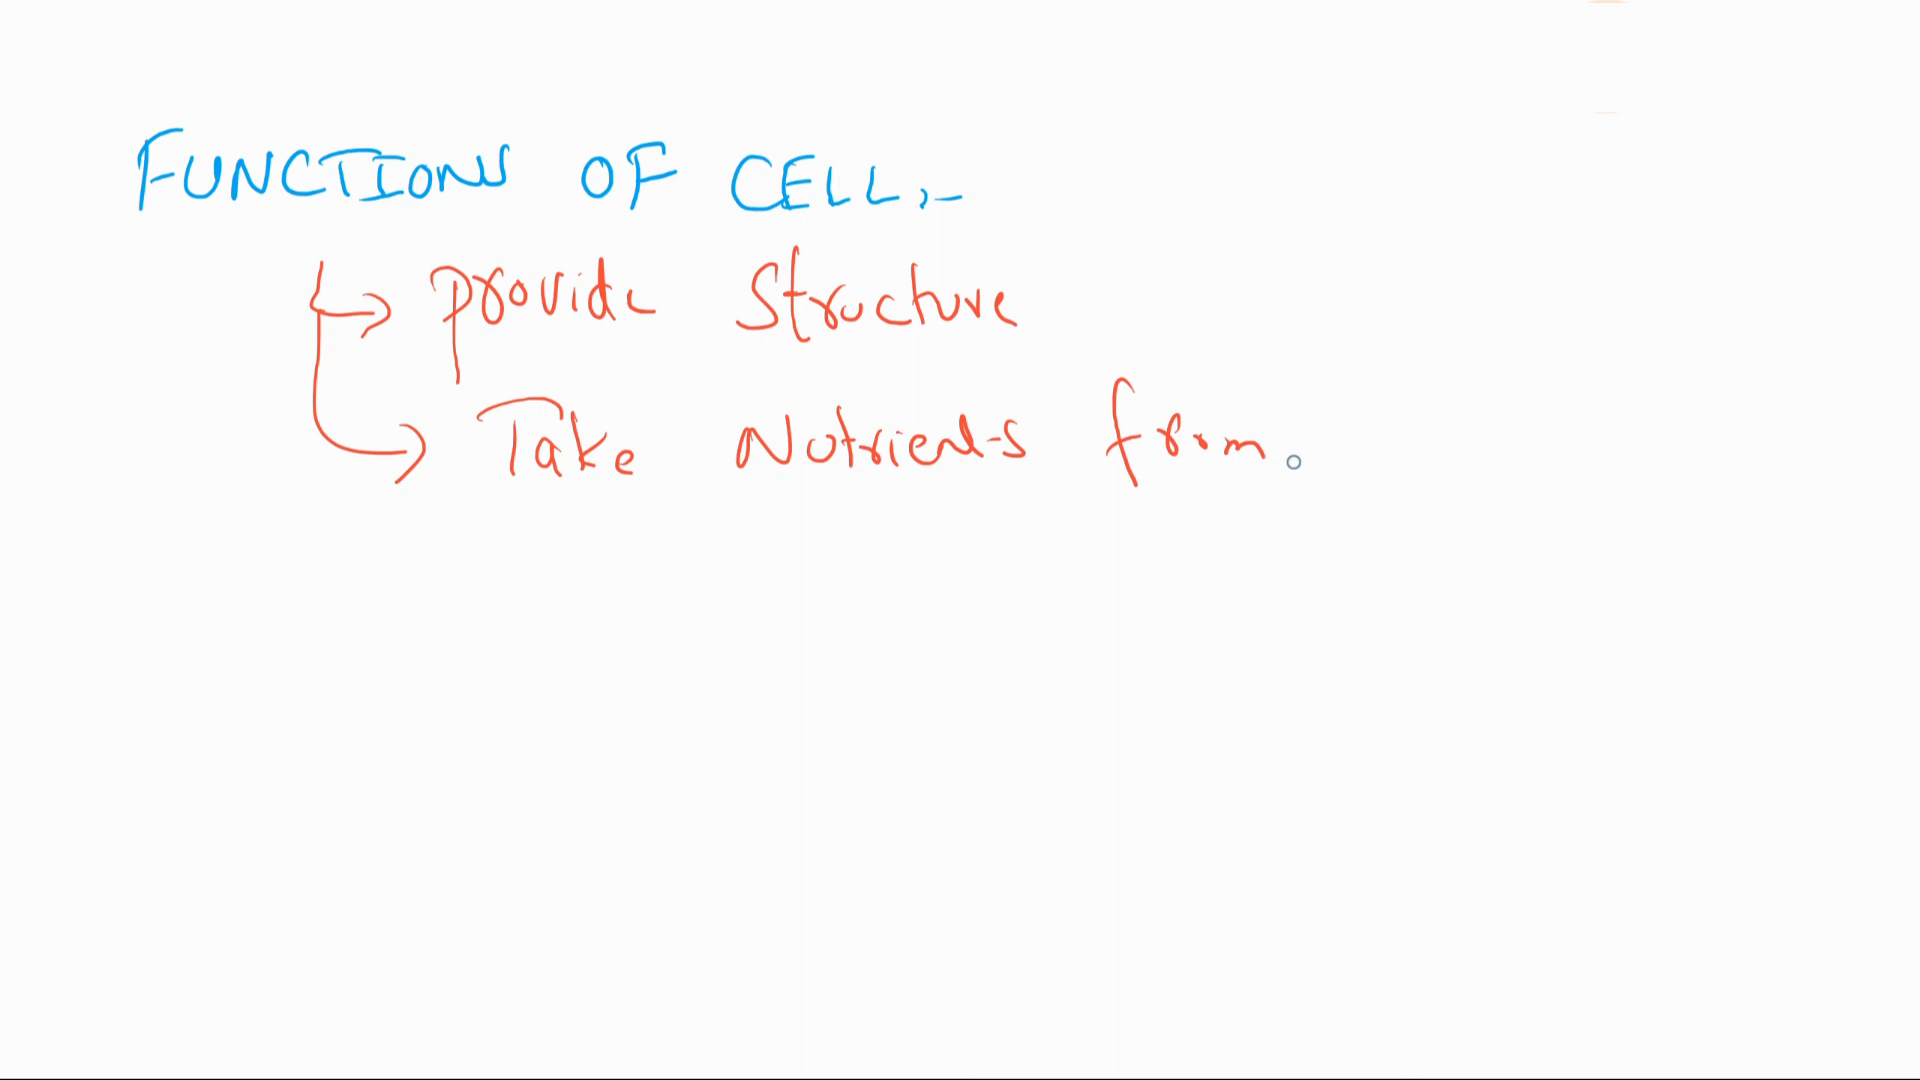 FUNCTIONS OF CELL:-
→ Provide Structure
→ Take Nutrients from